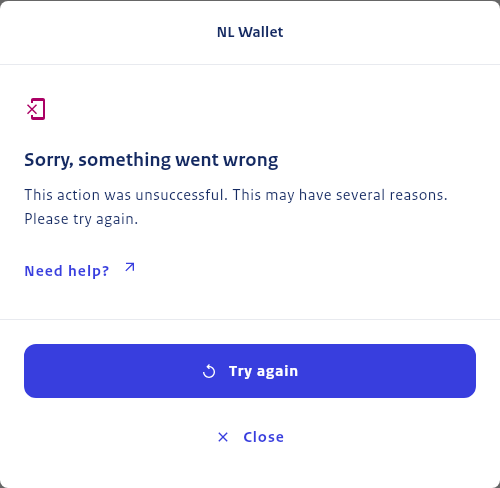 NL Wallet
Sorry, something went wrong
This action was unsuccessful. This may have several reasons.
Please try again.
Need help?
Try again
Close